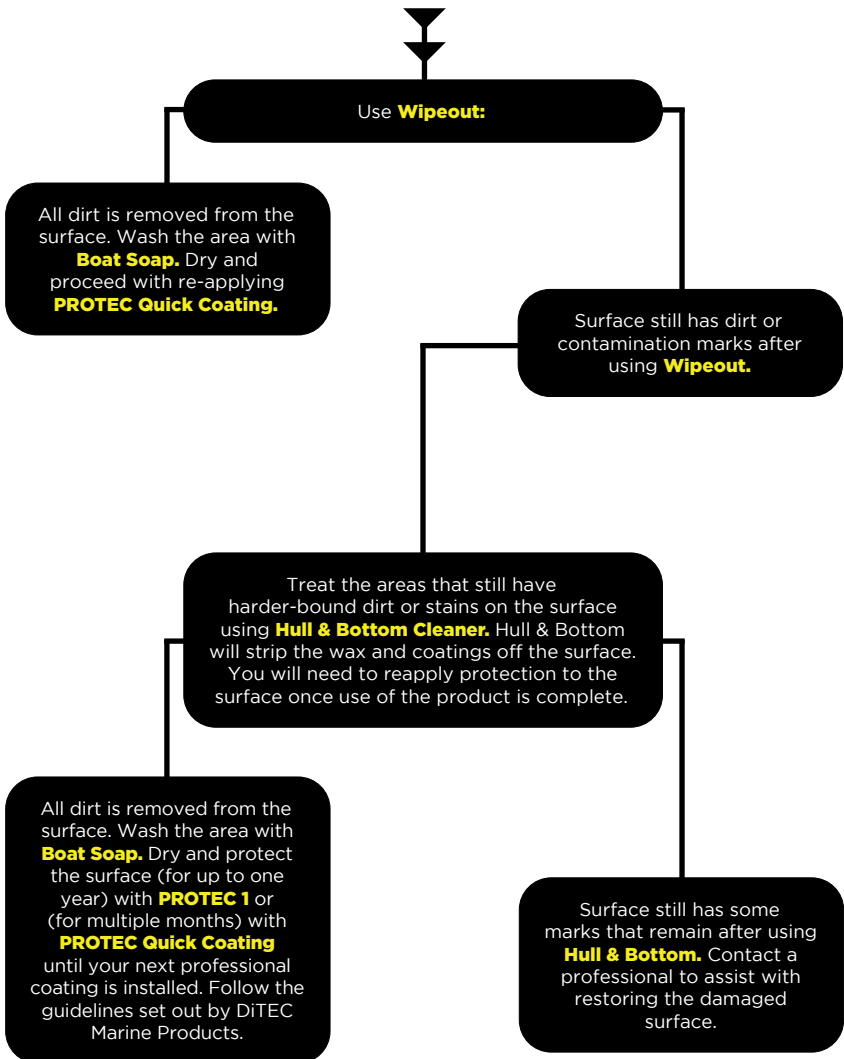 Use Wipeout:
All dirt is removed from the
surface. Wash the area with
Boat Soap. Dry and
proceed with re-applying
PROTEC Quick Coating.
Surface still has dirt or
contamination marks after
using Wipeout.
Treat the areas that still have
harder-bound dirt or stains on the surface
using Hull & Bottom Cleaner. Hull & Bottom
will strip the wax and coatings off the surface.
You will need to reapply protection to the
surface once use of the product is complete.
All dirt is removed from the
surface. Wash the area with
Boat Soap. Dry and protect
the surface (for up to one
year) with PROTEC 1 or
(for multiple months) with
PROTEC Quick Coating
until your next professional
coating is installed. Follow the
guidelines set out by DiTEC
Marine Products.
Surface still has some
marks that remain after using
Hull & Bottom. Contact a
professional to assist with
restoring the damaged
surface.